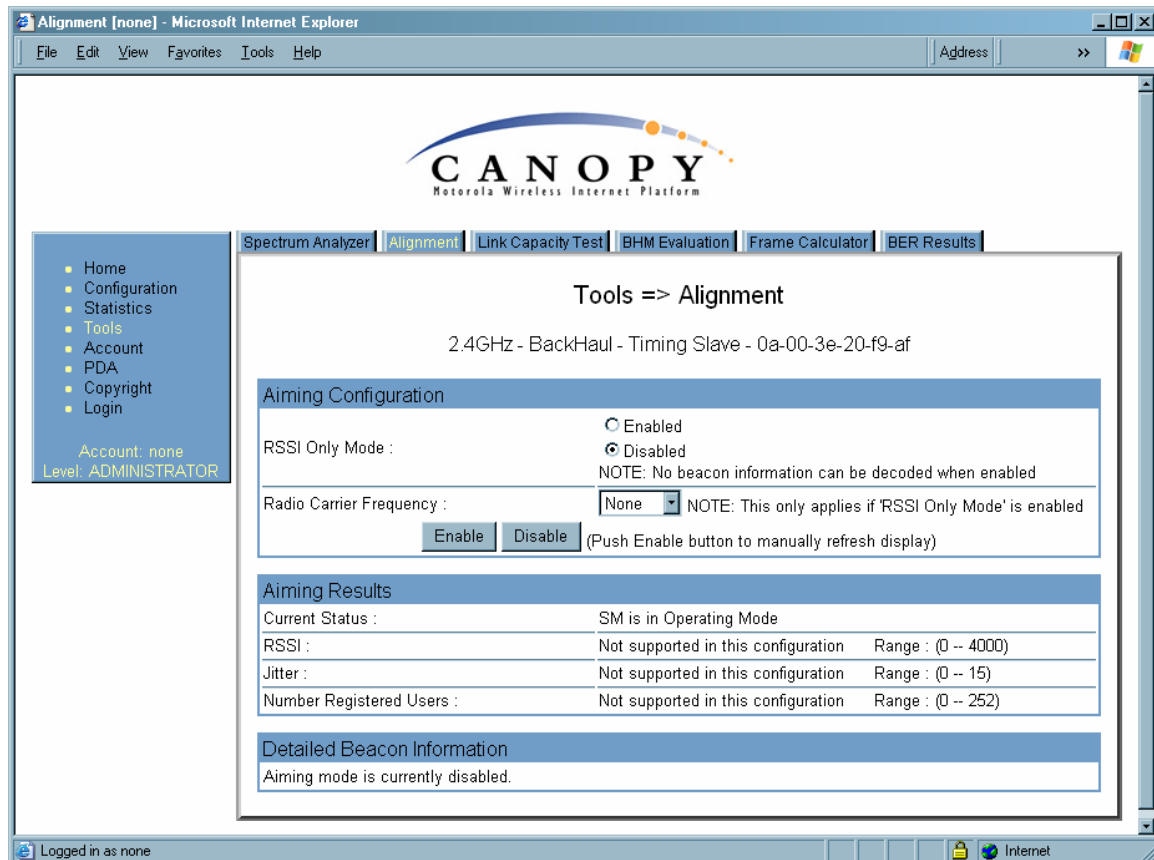 Alignment [none] - Microsoft Internet Explorer
File Edit View Favorites Tools Help Address »
CANOPY
Motorola Wireless Internet Platform
Home
Configuration
Statistics
Tools
Account
PDA
Copyright
Login
Account: none
Level: ADMINISTRATOR
Spectrum Analyzer Alignment Link Capacity Test BHM Evaluation Frame Calculator BER Results
Tools => Alignment
2.4GHz - BackHaul - Timing Slave - 0a-00-3e-20-f9-af
Aiming Configuration
RSSI Only Mode :
Enabled
Disabled
NOTE: No beacon information can be decoded when enabled
Radio Carrier Frequency : None NOTE: This only applies if 'RSSI Only Mode' is enabled
Enable Disable (Push Enable button to manually refresh display)
Aiming Results
Current Status : SM is in Operating Mode
RSSI : Not supported in this configuration Range : (0 -- 4000)
Jitter : Not supported in this configuration Range : (0 -- 15)
Number Registered Users : Not supported in this configuration Range : (0 -- 252)
Detailed Beacon Information
Aiming mode is currently disabled.
Logged in as none Internet